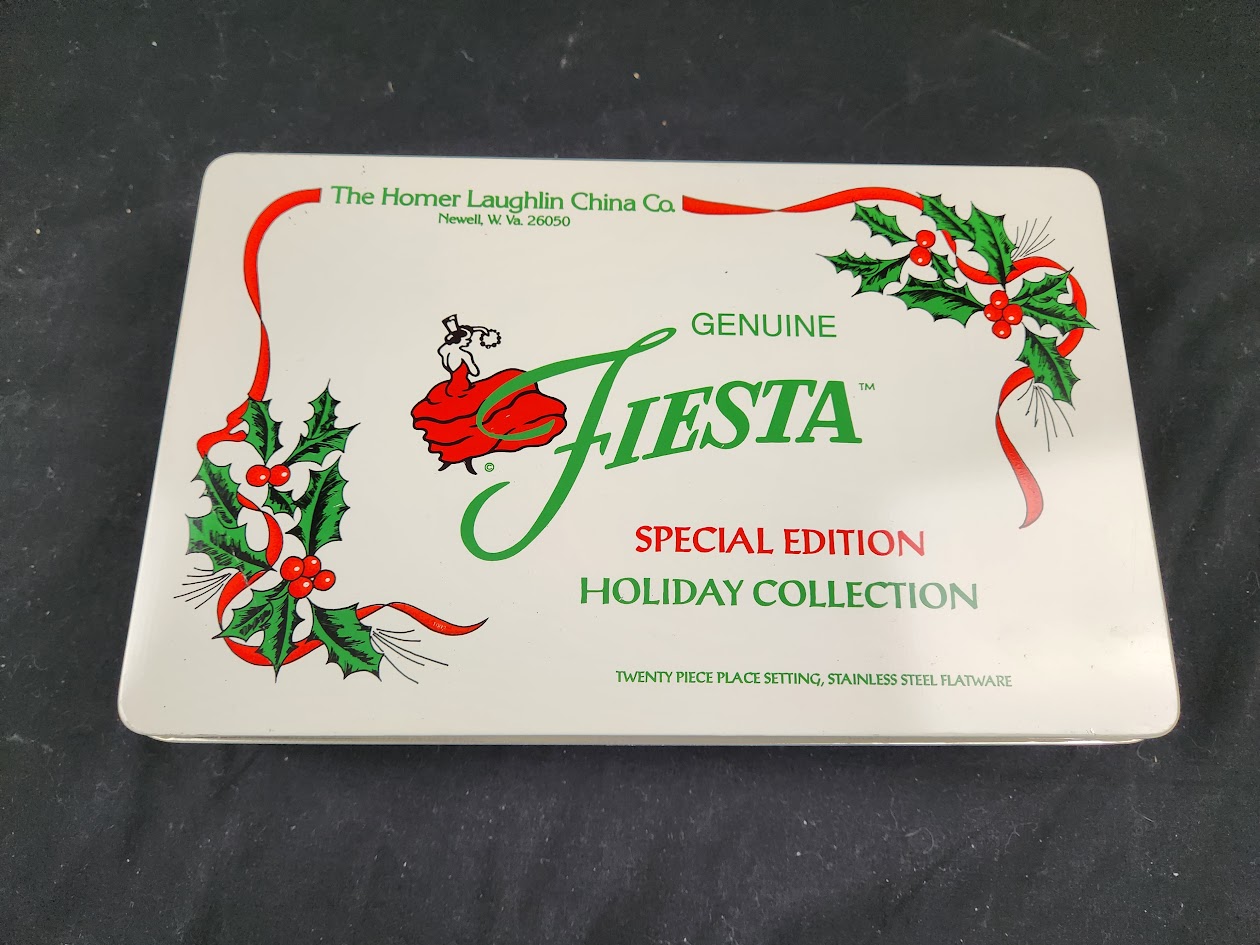 The Homer Laughlin China Co.
Newell, W. Va. 26050
GENUINE
FIESTA™
©
SPECIAL EDITION
HOLIDAY COLLECTION
TWENTY PIECE PLACE SETTING, STAINLESS STEEL FLATWARE